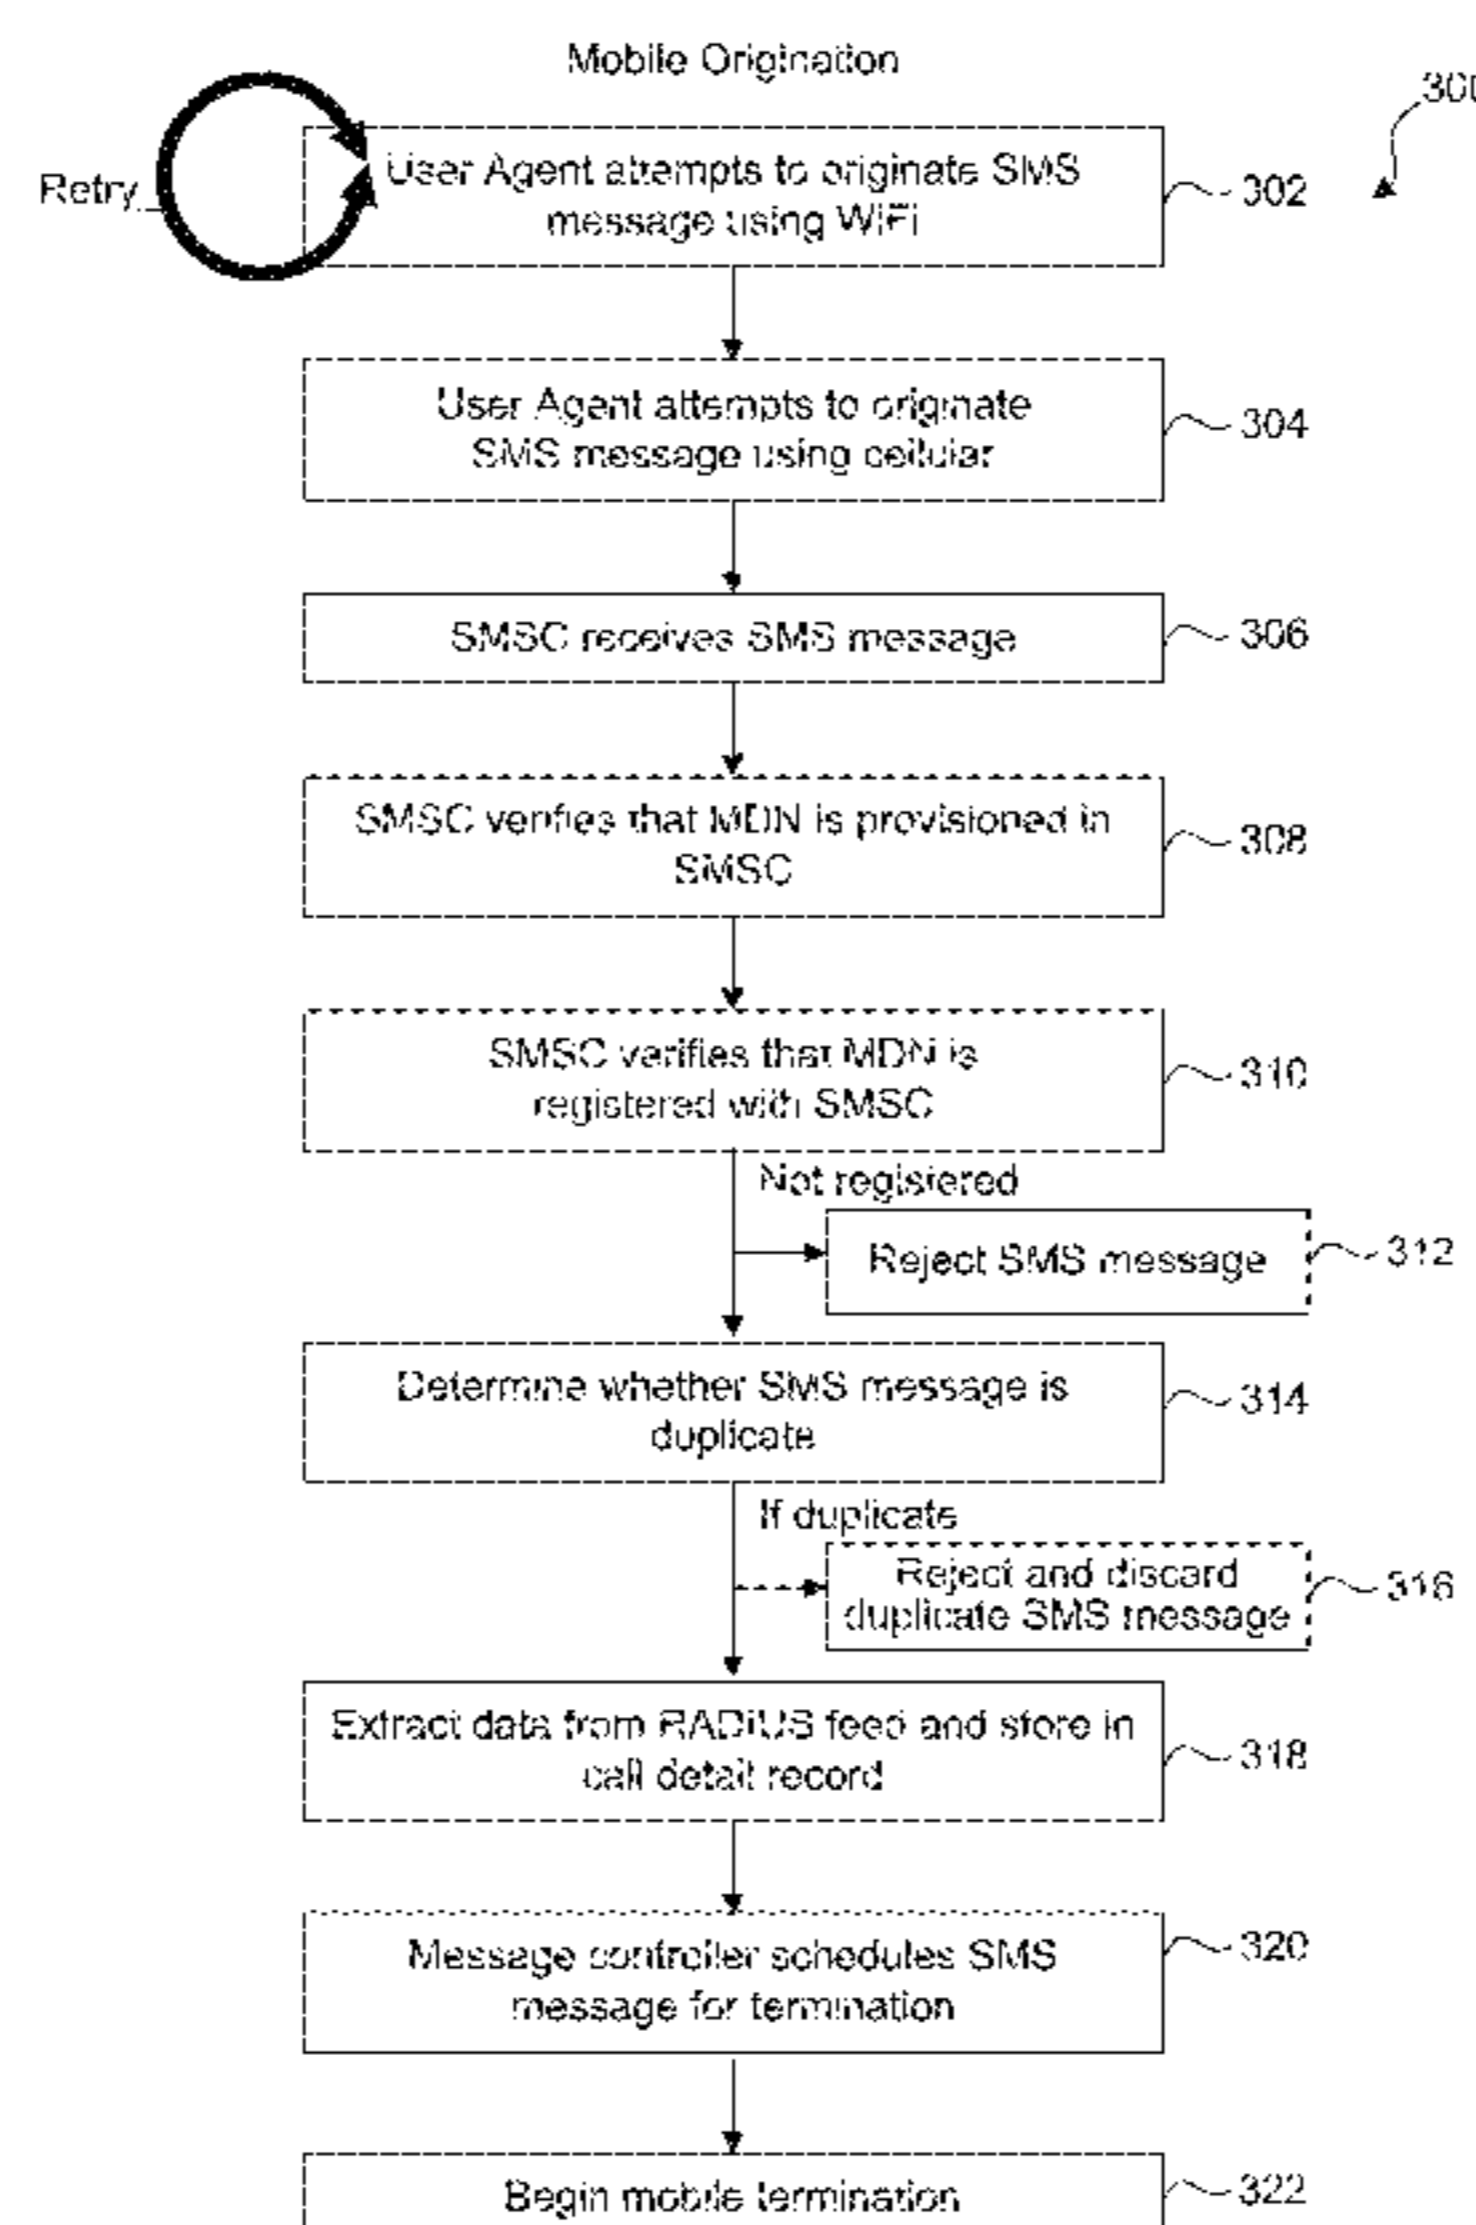 Mobile Origination
300
Retry
User Agent attempts to originate SMS
message using WiFi
302
User Agent attempts to originate
SMS message using cellular
304
SMSC receives SMS message
306
SMSC verifies that MDN is provisioned in
SMSC
308
SMSC verifies that MDN is
registered with SMSC
310
Not registered
Reject SMS message
312
Determine whether SMS message is
duplicate
314
If duplicate
Reject and discard
duplicate SMS message
316
Extract data from RADIUS feed and store in
call detail record
318
Message controller schedules SMS
message for termination
320
Begin mobile termination
322